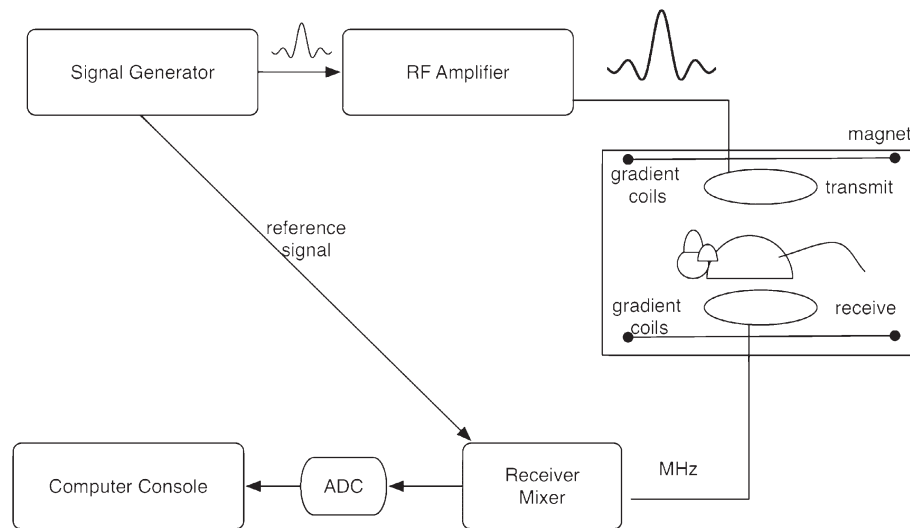 Signal Generator
RF Amplifier
magnet
gradient
coils
transmit
reference
signal
gradient
coils
receive
Computer Console
ADC
Receiver
Mixer
MHz